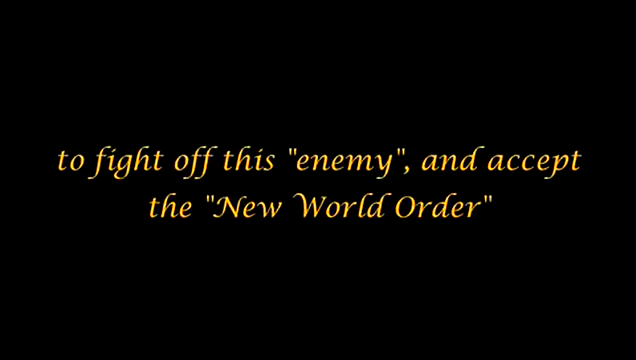 to fight off this "enemy", and accept
the "New World Order"